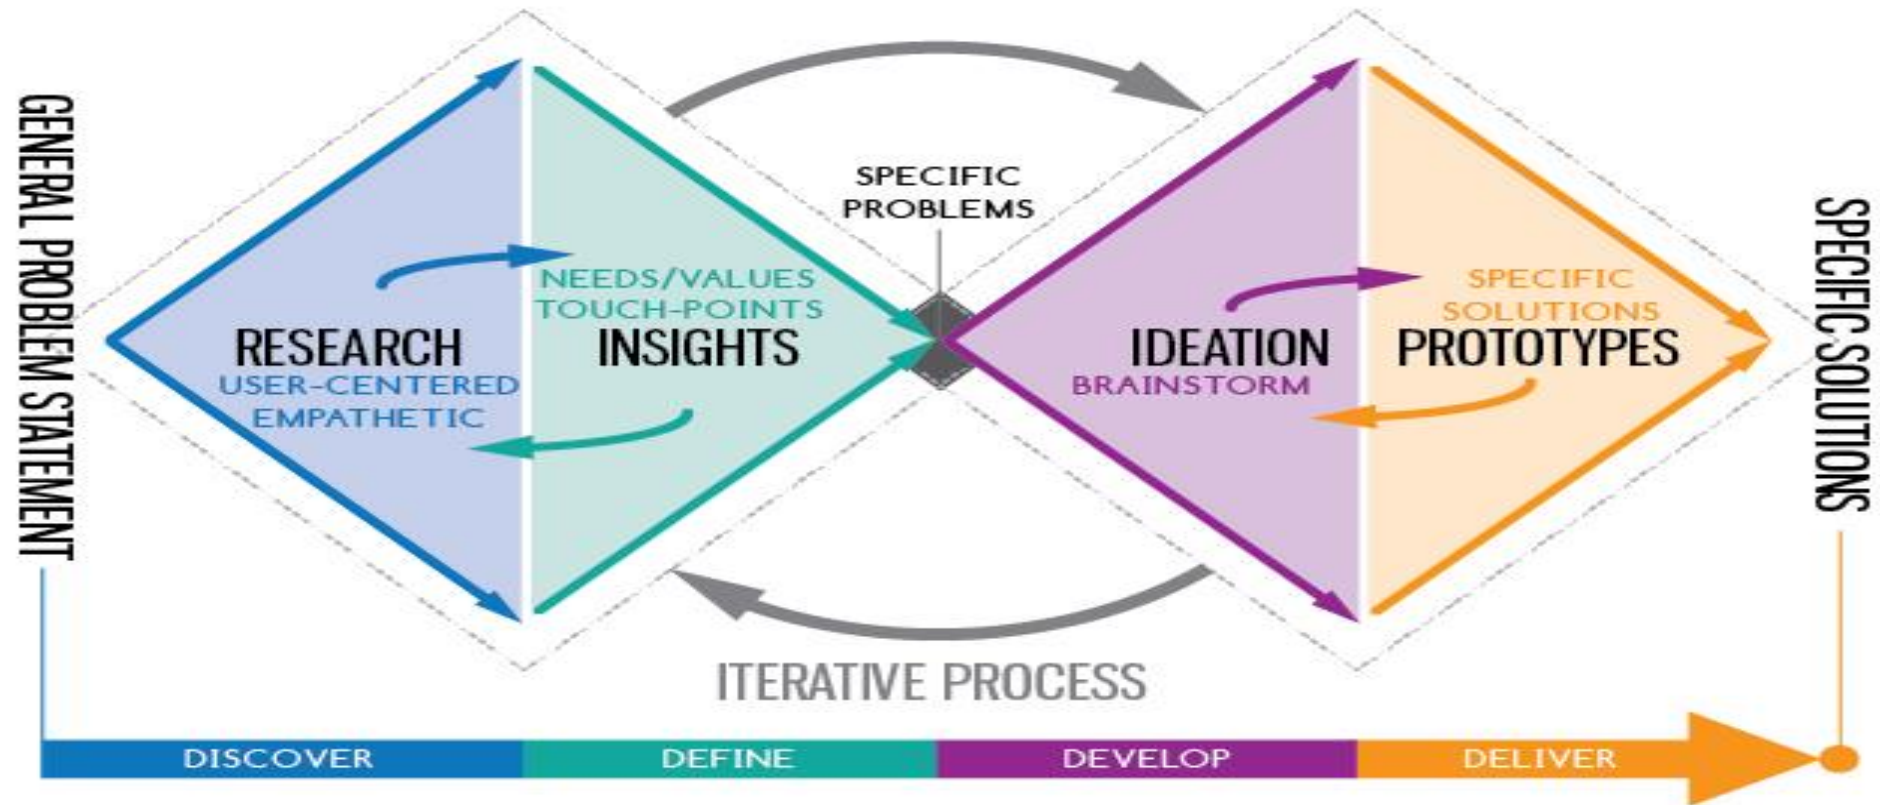 GENERAL PROBLEM STATEMENT
SPECIFIC
PROBLEMS
RESEARCH
USER-CENTERED
EMPATHETIC
NEEDS/VALUES
TOUCH-POINTS
INSIGHTS
IDEATION
BRAINSTORM
SPECIFIC
SOLUTIONS
PROTOTYPES
SPECIFIC SOLUTIONS
ITERATIVE PROCESS
DISCOVER
DEFINE
DEVELOP
DELIVER